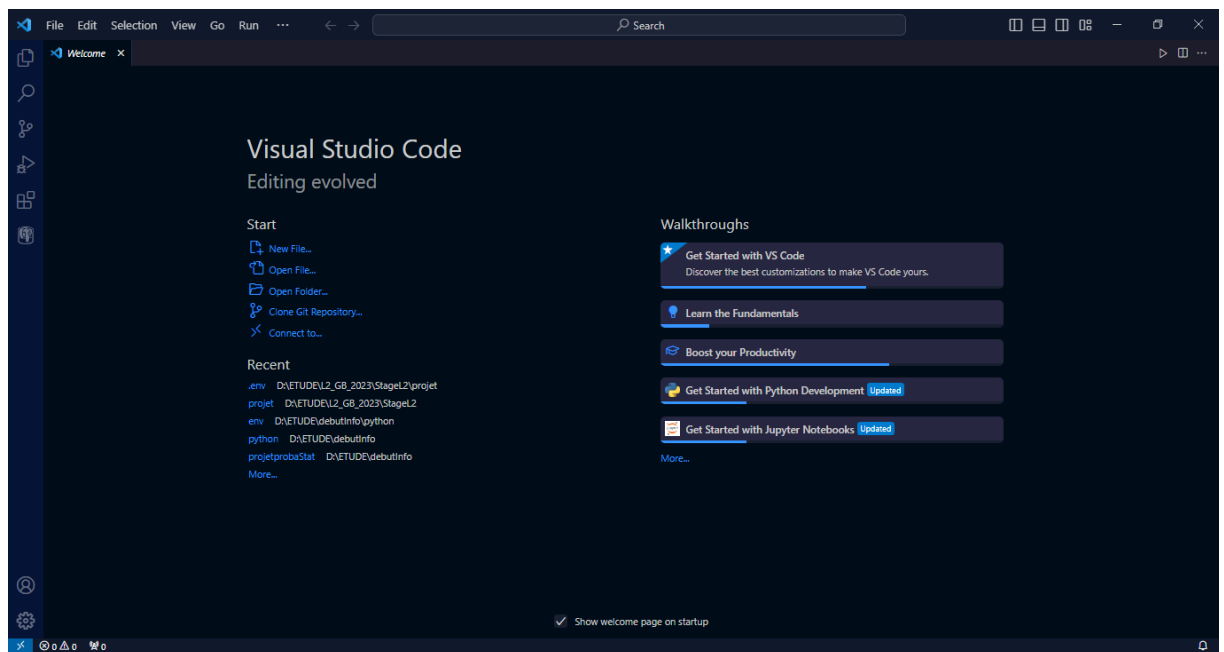 File Edit Selection View Go Run ··· Search
Welcome
Visual Studio Code
Editing evolved
Start
New File...
Open File...
Open Folder...
Clone Git Repository...
Connect to...
Recent
.env D:\ETUDE\L2_GB_2023\StageL2\projet
projet D:\ETUDE\L2_GB_2023\StageL2
env D:\ETUDE\debutInfo\python
python D:\ETUDE\debutInfo
projetprobaStat D:\ETUDE\debutInfo
More...
Walkthroughs
Get Started with VS Code
Discover the best customizations to make VS Code yours.
Learn the Fundamentals
Boost your Productivity
Get Started with Python Development Updated
Get Started with Jupyter Notebooks Updated
More...
Show welcome page on startup
0 0 0